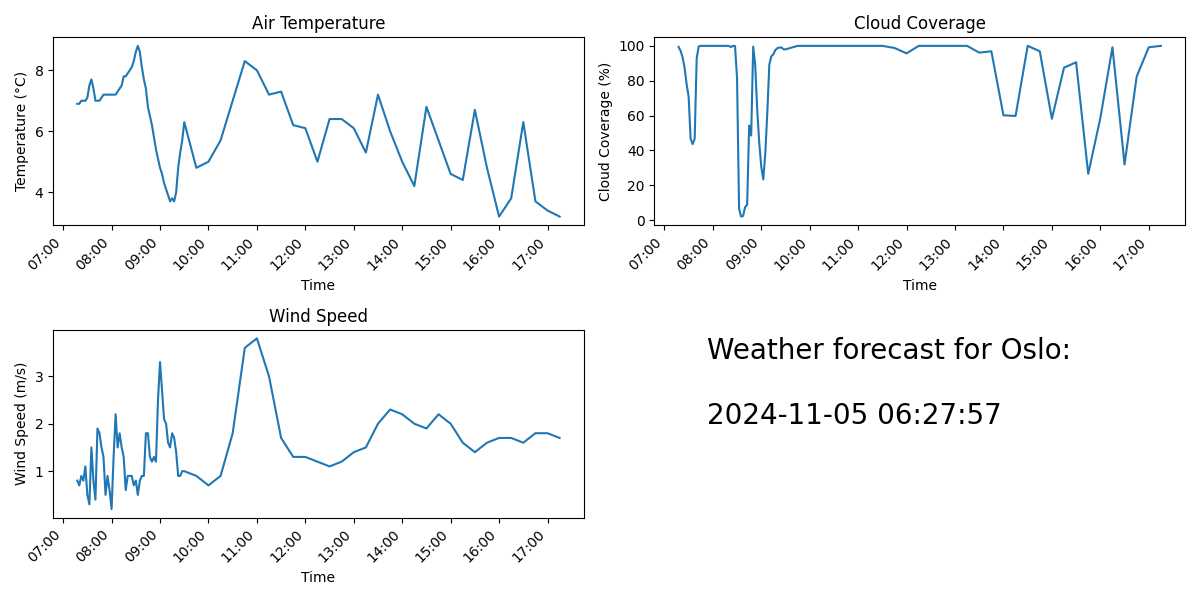 Air Temperature
Temperature (°C)
8
6
4
07:00 08:00 09:00 10:00 11:00 12:00 13:00 14:00 15:00 16:00 17:00
Time
Cloud Coverage
Cloud Coverage (%)
100
80
60
40
20
0
07:00 08:00 09:00 10:00 11:00 12:00 13:00 14:00 15:00 16:00 17:00
Time
Wind Speed
Wind Speed (m/s)
3
2
1
07:00 08:00 09:00 10:00 11:00 12:00 13:00 14:00 15:00 16:00 17:00
Time
Weather forecast for Oslo:
2024-11-05 06:27:57